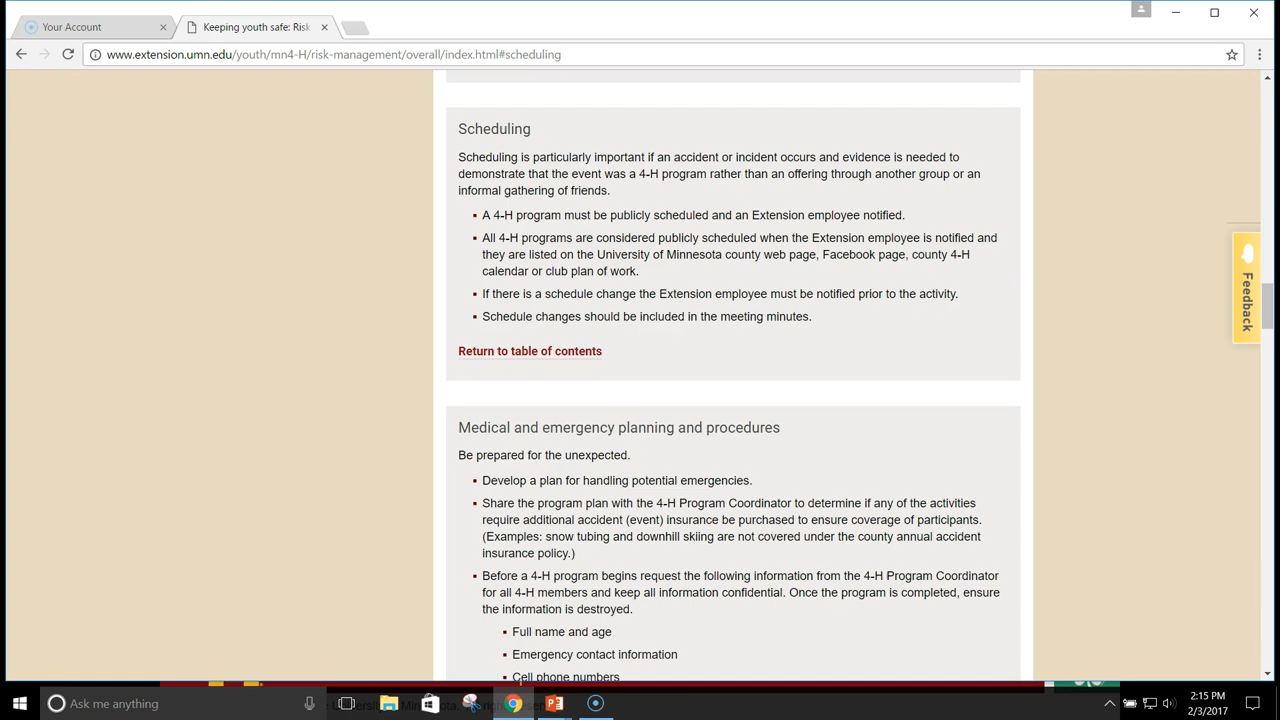 Your Account
Keeping youth safe: Risk
www.extension.umn.edu/youth/mn4-H/risk-management/overall/index.html#scheduling
Scheduling
Scheduling is particularly important if an accident or incident occurs and evidence is needed to
demonstrate that the event was a 4-H program rather than an offering through another group or an
informal gathering of friends.
A 4-H program must be publicly scheduled and an Extension employee notified.
All 4-H programs are considered publicly scheduled when the Extension employee is notified and
they are listed on the University of Minnesota county web page, Facebook page, county 4-H
calendar or club plan of work.
If there is a schedule change the Extension employee must be notified prior to the activity.
Schedule changes should be included in the meeting minutes.
Return to table of contents
Feedback
Medical and emergency planning and procedures
Be prepared for the unexpected.
Develop a plan for handling potential emergencies.
Share the program plan with the 4-H Program Coordinator to determine if any of the activities
require additional accident (event) insurance be purchased to ensure coverage of participants.
(Examples: snow tubing and downhill skiing are not covered under the county annual accident
insurance policy.)
Before a 4-H program begins request the following information from the 4-H Program Coordinator
for all 4-H members and keep all information confidential. Once the program is completed, ensure
the information is destroyed.
Full name and age
Emergency contact information
Cell phone numbers
Ask me anything
2:15 PM
2/3/2017